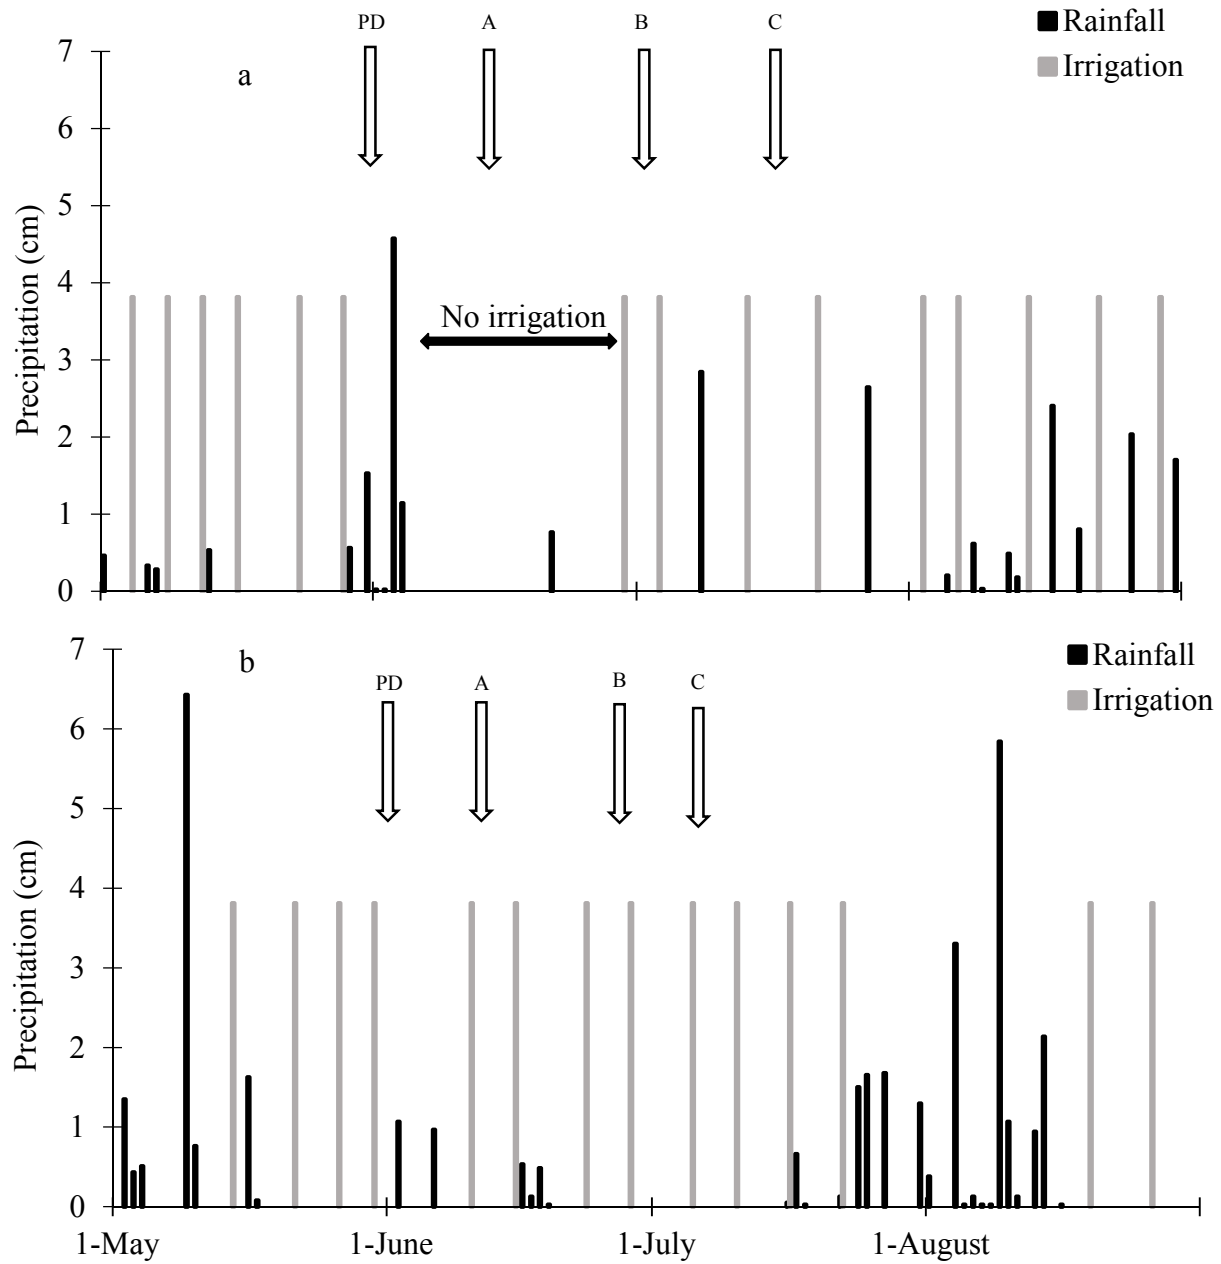 PD A B C
Rainfall
Irrigation
a
7
6
5
4
3
2
1
0
Precipitation (cm)
No irrigation
b
PD A B C
Rainfall
Irrigation
7
6
5
4
3
2
1
0
Precipitation (cm)
1-May 1-June 1-July 1-August